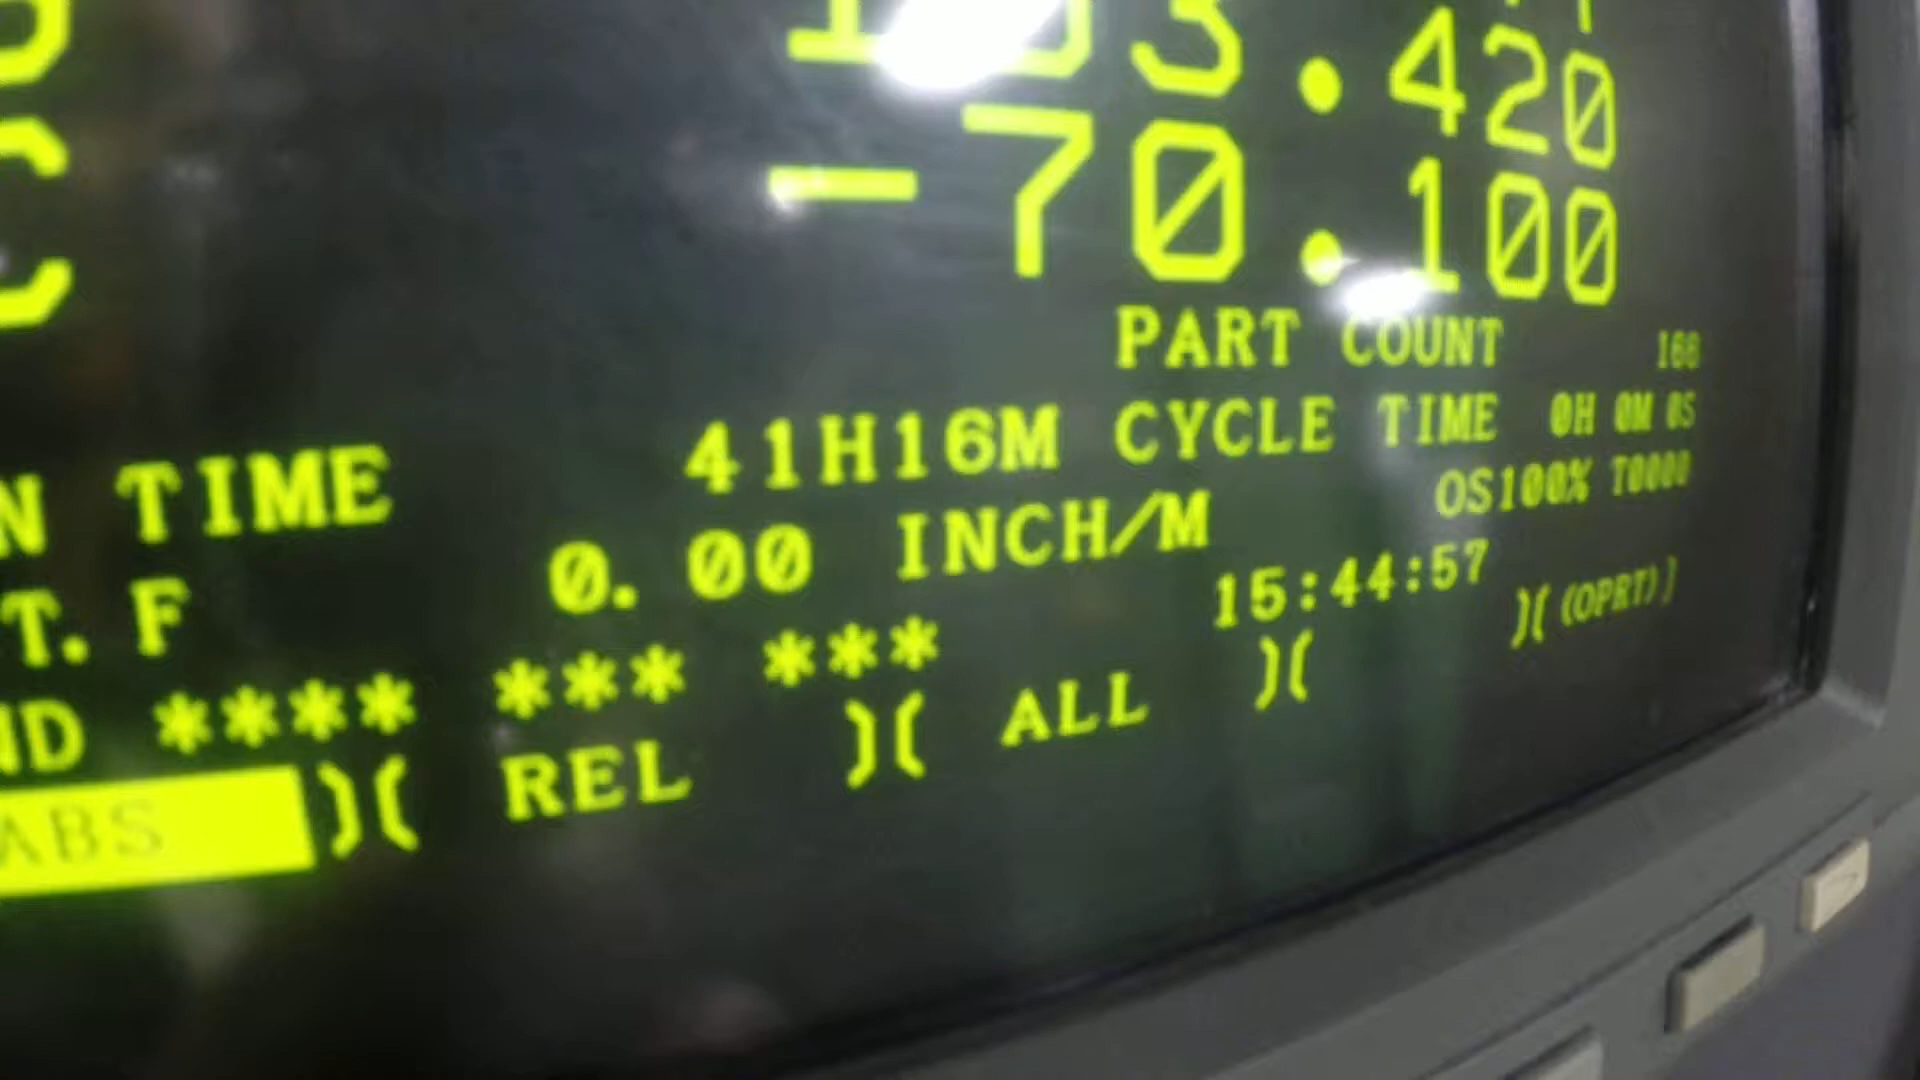 .420
-70.100
PART COUNT
N TIME 41H16M CYCLE TIME 0H 0M 0S
T. F 0.00 INCH/M OS100% T0000
ND **** *** *** 15:44:57
ABS )( REL )( ALL )( )( (OPRT) )